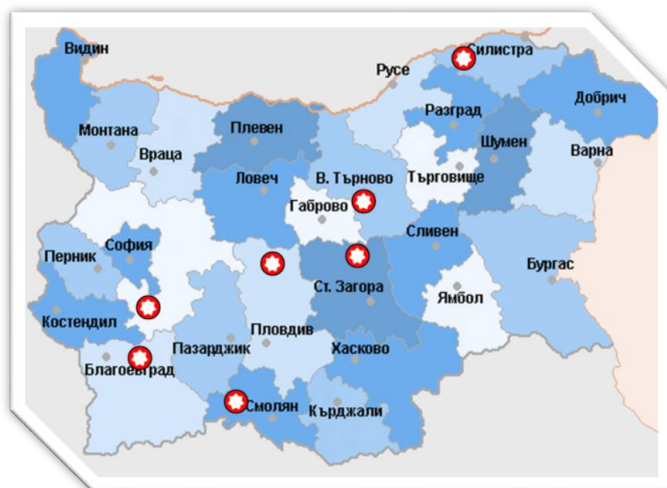 Видин
Силистра
Русе
Добрич
Монтана
Плевен
Разград
Враца
Шумен
Варна
Ловеч
В. Търново
Търговище
Габрово
София
Сливен
Перник
Бургас
Ст. Загора
Ямбол
Костендил
Пловдив
Пазарджик
Хасково
Благоевград
Смолян
Кърджали